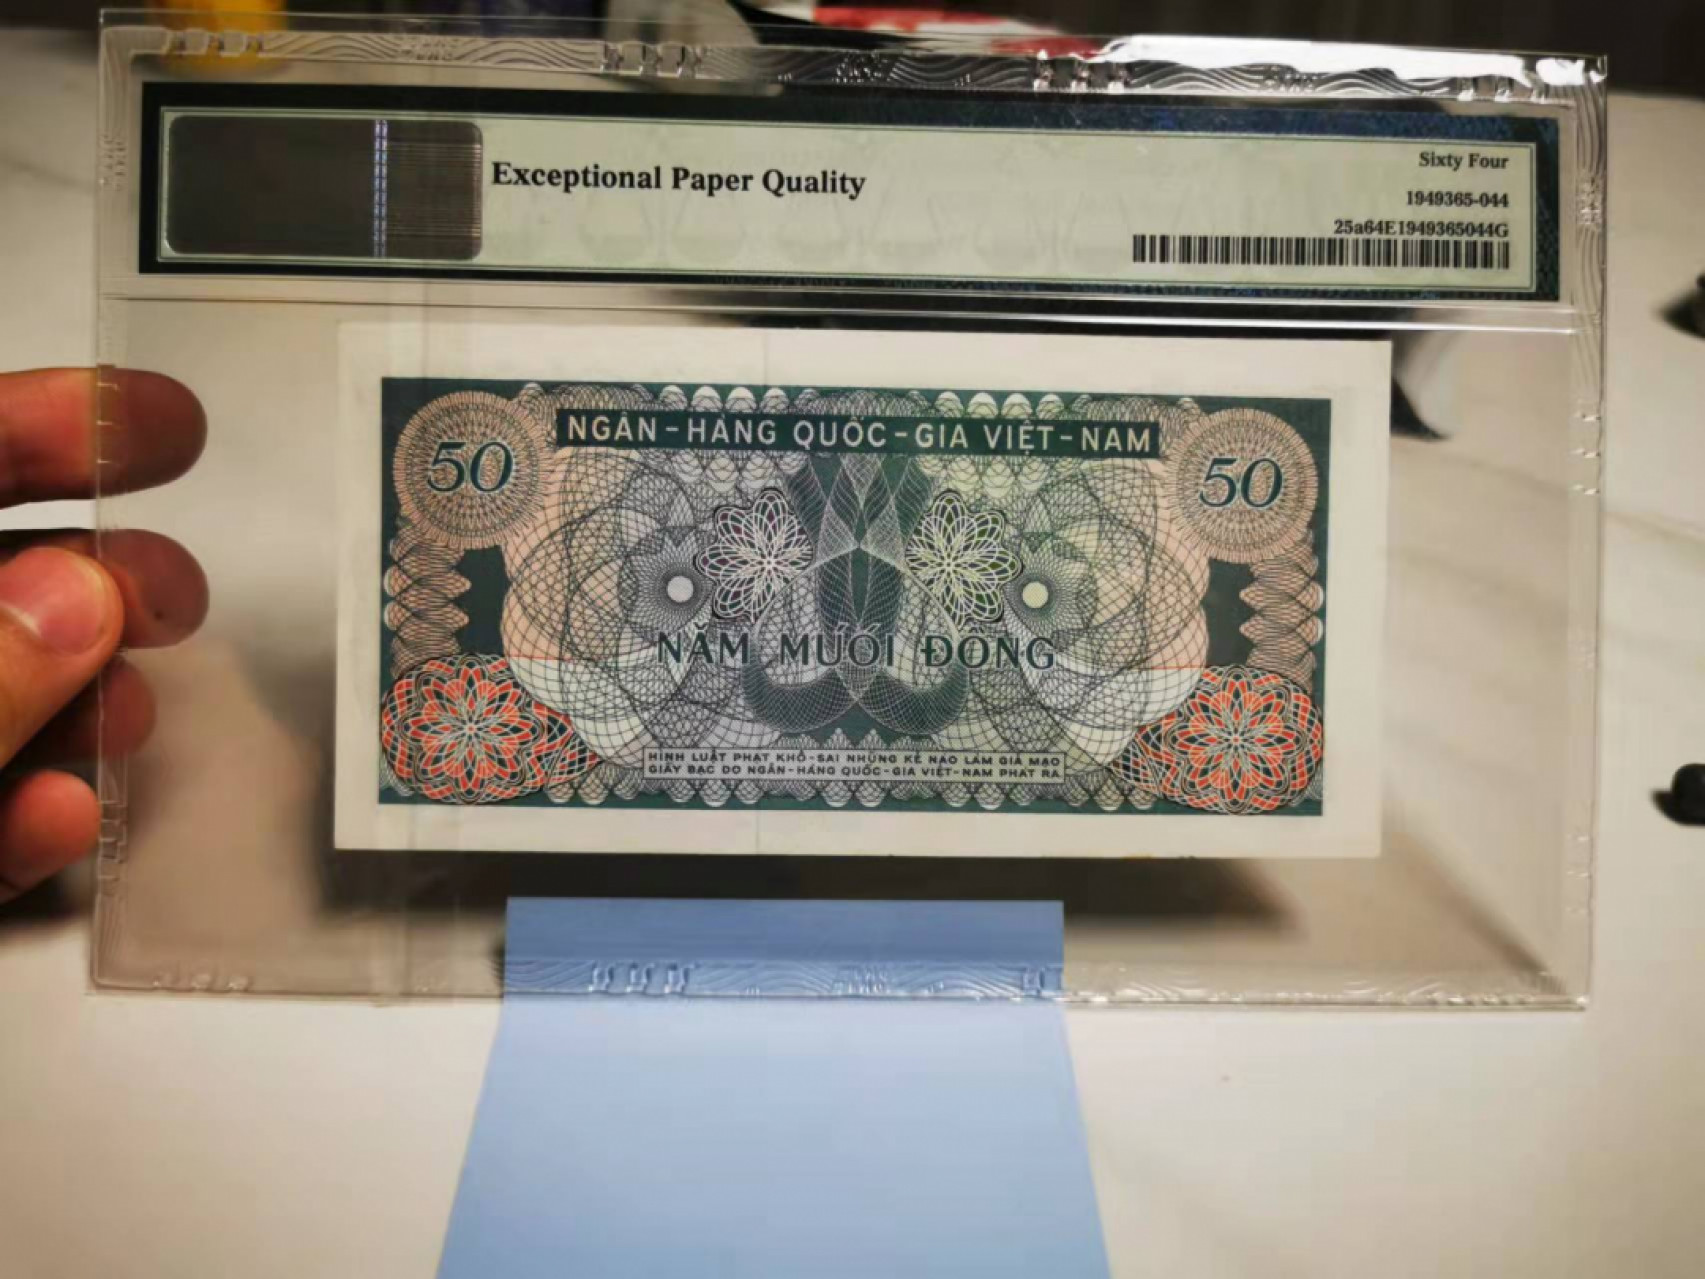 Exceptional Paper Quality
Sixty Four
1949365-044
25a64E1949365044G
NGÂN-HÀNG QUỐC-GIA VIỆT-NAM
50
50
NĂM MƯƠI ĐỒNG
HÌNH LUẬT PHẠT KHỔ-SAI NHỮNG KẺ NÀO LÀM GIẢ MẠO
GIẤY BẠC DO NGÂN-HÀNG QUỐC-GIA VIỆT-NAM PHÁT RA